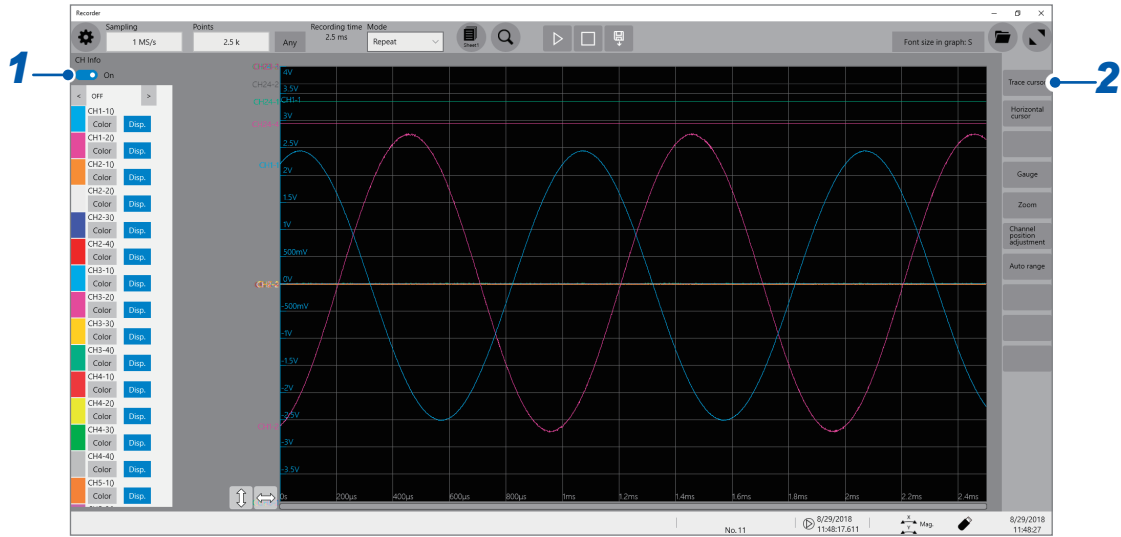 Recorder
Sampling
Points
Recording time
Mode
1 MS/s
2.5 k
Any
2.5 ms
Repeat
Sheet1
Font size in graph: S
1
CH Info
On
2
< OFF >
CH1-1()
Color Disp.
CH1-2()
Color Disp.
CH2-1()
Color Disp.
CH2-2()
Color Disp.
CH2-3()
Color Disp.
CH2-4()
Color Disp.
CH3-1()
Color Disp.
CH3-2()
Color Disp.
CH3-3()
Color Disp.
CH3-4()
Color Disp.
CH4-1()
Color Disp.
CH4-2()
Color Disp.
CH4-3()
Color Disp.
CH4-4()
Color Disp.
CH5-1()
Color Disp.
CH24-2
4V
3.5V
CH1-1
3V
2.5V
2V
1.5V
1V
500mV
0V
-500mV
-1V
-1.5V
-2V
-2.5V
-3V
-3.5V
0s
200µs
400µs
600µs
800µs
1ms
1.2ms
1.4ms
1.6ms
1.8ms
2ms
2.2ms
2.4ms
Trace cursor
Horizontal
cursor
Gauge
Zoom
Channel
position
adjustment
Auto range
No. 11
8/29/2018
11:48:17.611
X
Y
Mag.
8/29/2018
11:48:27